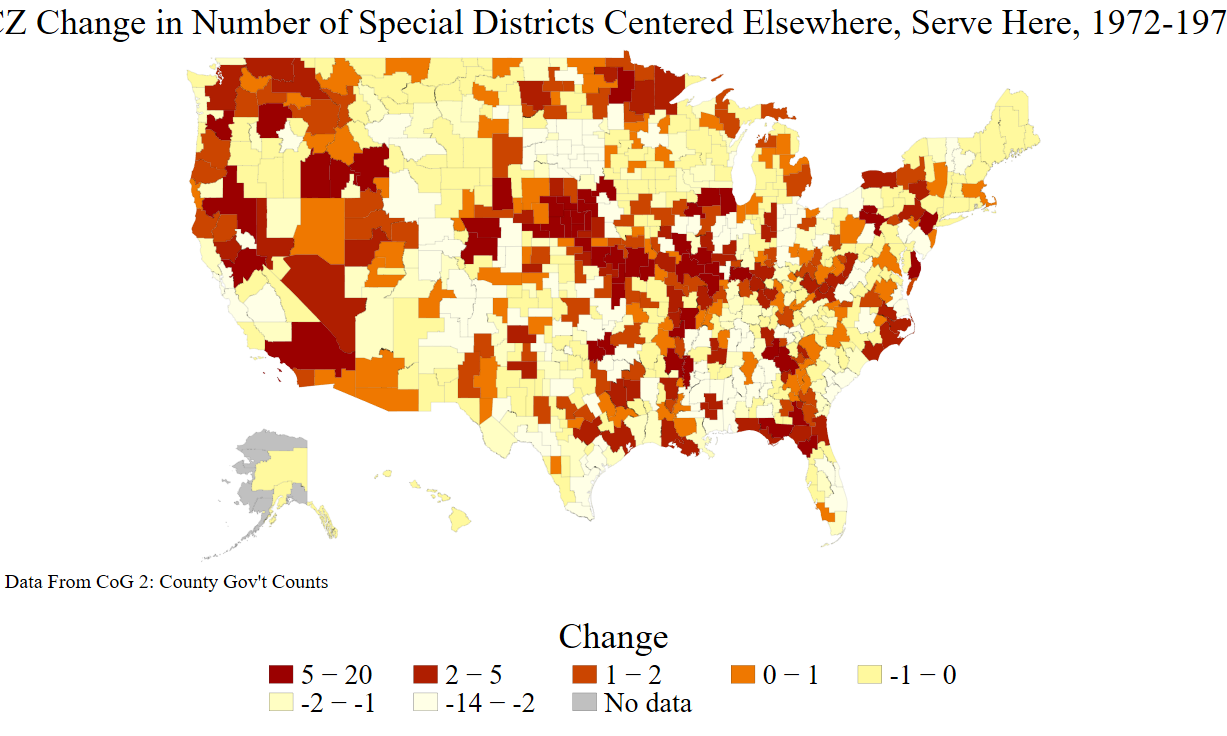 CZ Change in Number of Special Districts Centered Elsewhere, Serve Here, 1972-197
Data From CoG 2: County Gov't Counts
Change
5 − 20 2 − 5 1 − 2 0 − 1 -1 − 0
-2 − -1 -14 − -2 No data